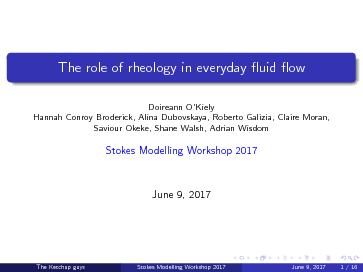 The role of rheology in everyday fluid flow
Doireann O'Kiely
Hannah Conroy Broderick, Alina Dubovskaya, Roberto Galizia, Claire Moran,
Saviour Okeke, Shane Walsh, Adrian Wisdom
Stokes Modelling Workshop 2017
June 9, 2017
The Ketchup guys Stokes Modelling Workshop 2017 June 9, 2017 1 / 16